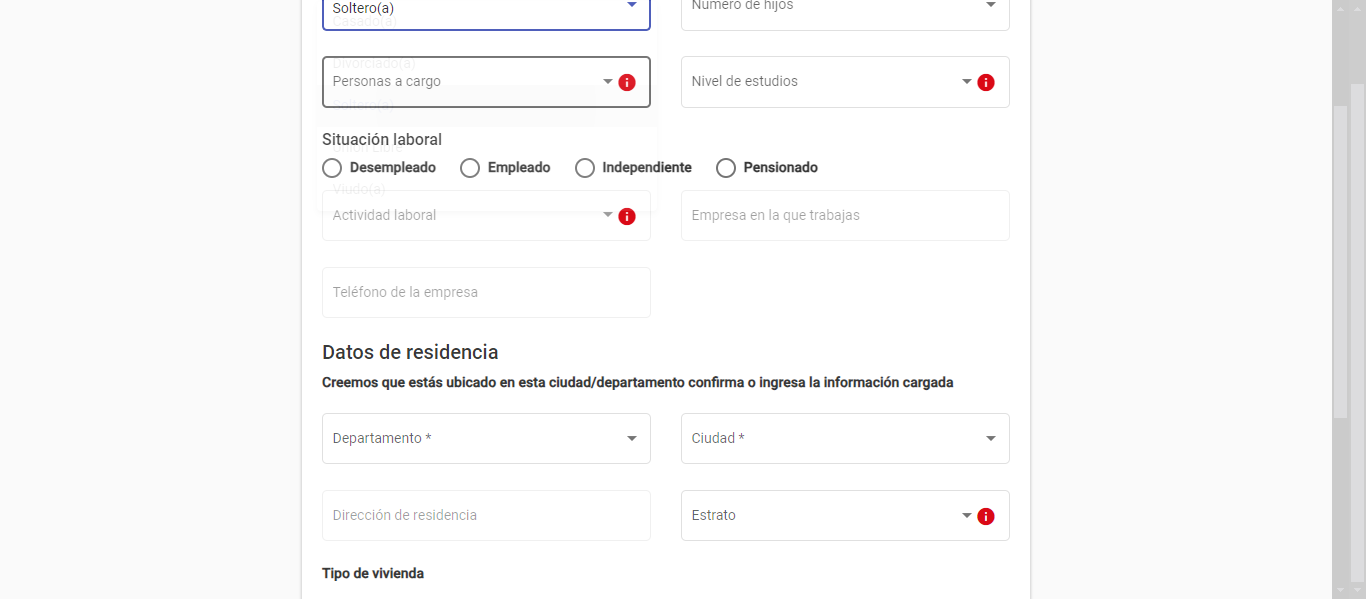 Soltero(a)
Número de hijos
Casado(a)
Divorciado(a)
Personas a cargo
Nivel de estudios
Soltero(a)
Situación laboral
Desempleado
Empleado
Independiente
Pensionado
Viudo(a)
Actividad laboral
Empresa en la que trabajas
Teléfono de la empresa
Datos de residencia
Creemos que estás ubicado en esta ciudad/departamento confirma o ingresa la información cargada
Departamento *
Ciudad *
Dirección de residencia
Estrato
Tipo de vivienda